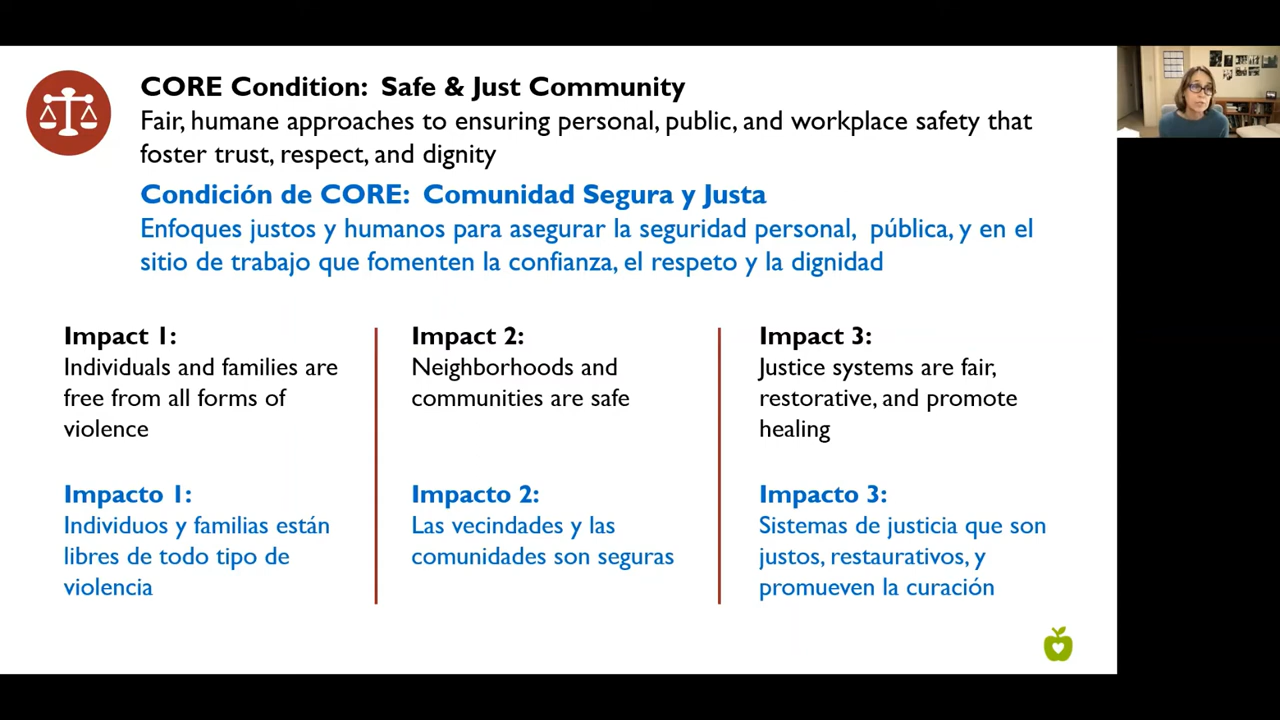 CORE Condition:  Safe & Just Community
Fair, humane approaches to ensuring personal, public, and workplace safety that
foster trust, respect, and dignity
Condición de CORE:  Comunidad Segura y Justa
Enfoques justos y humanos para asegurar la seguridad personal,  pública, y en el
sitio de trabajo que fomenten la confianza, el respeto y la dignidad
Impact 1:
Individuals and families are
free from all forms of
violence
Impacto 1:
Individuos y familias están
libres de todo tipo de
violencia
Impact 2:
Neighborhoods and
communities are safe
Impacto 2:
Las vecindades y las
comunidades son seguras
Impact 3:
Justice systems are fair,
restorative, and promote
healing
Impacto 3:
Sistemas de justicia que son
justos, restaurativos, y
promueven la curación